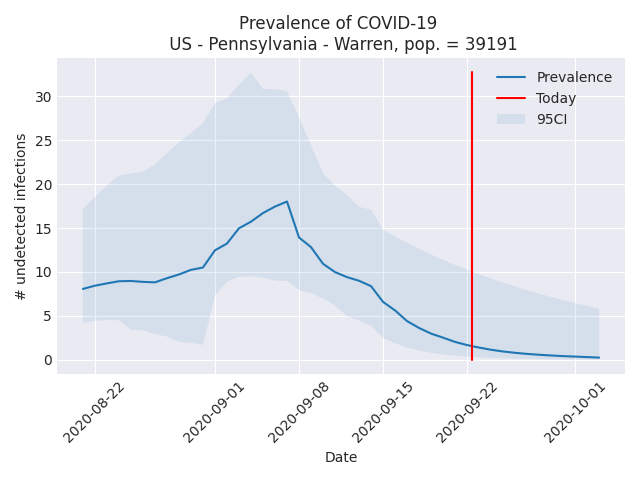 Prevalence of COVID-19
US - Pennsylvania - Warren, pop. = 39191
Prevalence
Today
95CI
# undetected infections
30
25
20
15
10
5
0
2020-08-22
2020-09-01
2020-09-08
2020-09-15
2020-09-22
2020-10-01
Date